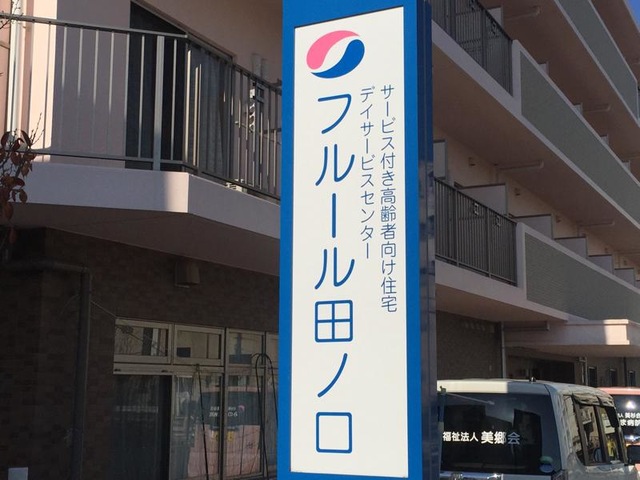 サービス付き高齢者向け住宅
デイサービスセンター
フルール田ノ口
福祉法人 美郷会